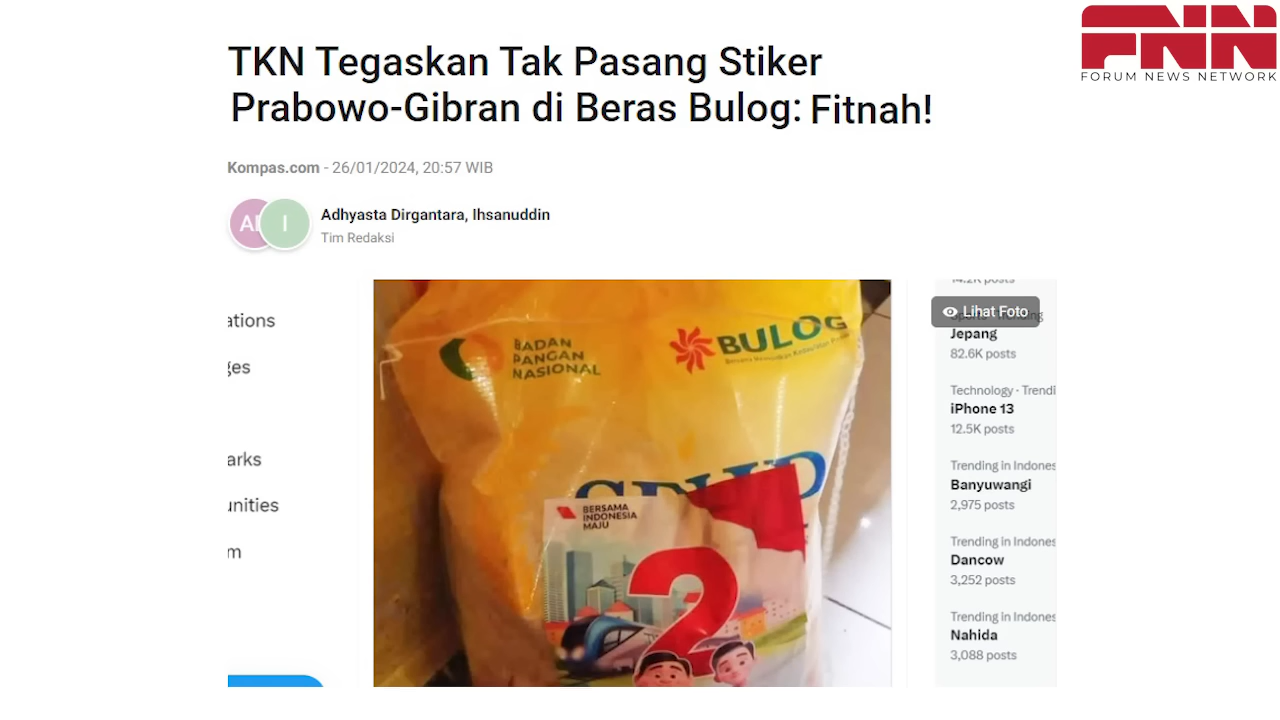 FNN
FORUM NEWS NETWORK
TKN Tegaskan Tak Pasang Stiker
Prabowo-Gibran di Beras Bulog: Fitnah!
Kompas.com - 26/01/2024, 20:57 WIB
I
Adhyasta Dirgantara, Ihsanuddin
Tim Redaksi
ations
ges
arks
unities
m
BADAN
PANGAN
NASIONAL
BULOG
BERSAMA
INDONESIA
MAJU
2
14.2K posts
Lihat Foto
Jepang
82.6K posts
Technology · Trendi
iPhone 13
12.5K posts
Trending in Indones
Banyuwangi
2,975 posts
Trending in Indones
Dancow
3,252 posts
Trending in Indones
Nahida
3,088 posts